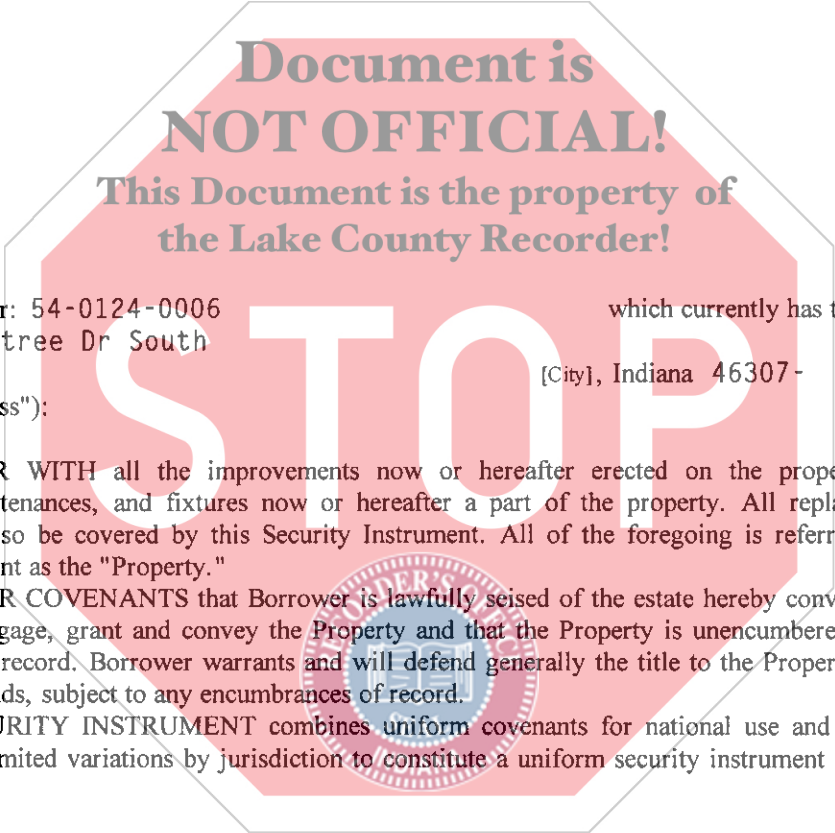 Document is
NOT OFFICIAL!
This Document is the property of
the Lake County Recorder!
STOP
r: 54-0124-0006 which currently has t
tree Dr South
[City], Indiana 46307-
ss"):
R WITH all the improvements now or hereafter erected on the prope
tenances, and fixtures now or hereafter a part of the property. All repla
so be covered by this Security Instrument. All of the foregoing is referr
nt as the "Property."
R COVENANTS that Borrower is lawfully seised of the estate hereby conv
gage, grant and convey the Property and that the Property is unencumbere
record. Borrower warrants and will defend generally the title to the Proper
ds, subject to any encumbrances of record.
URITY INSTRUMENT combines uniform covenants for national use and
mited variations by jurisdiction to constitute a uniform security instrument
RECORDER'S OFFICE
INDIANA